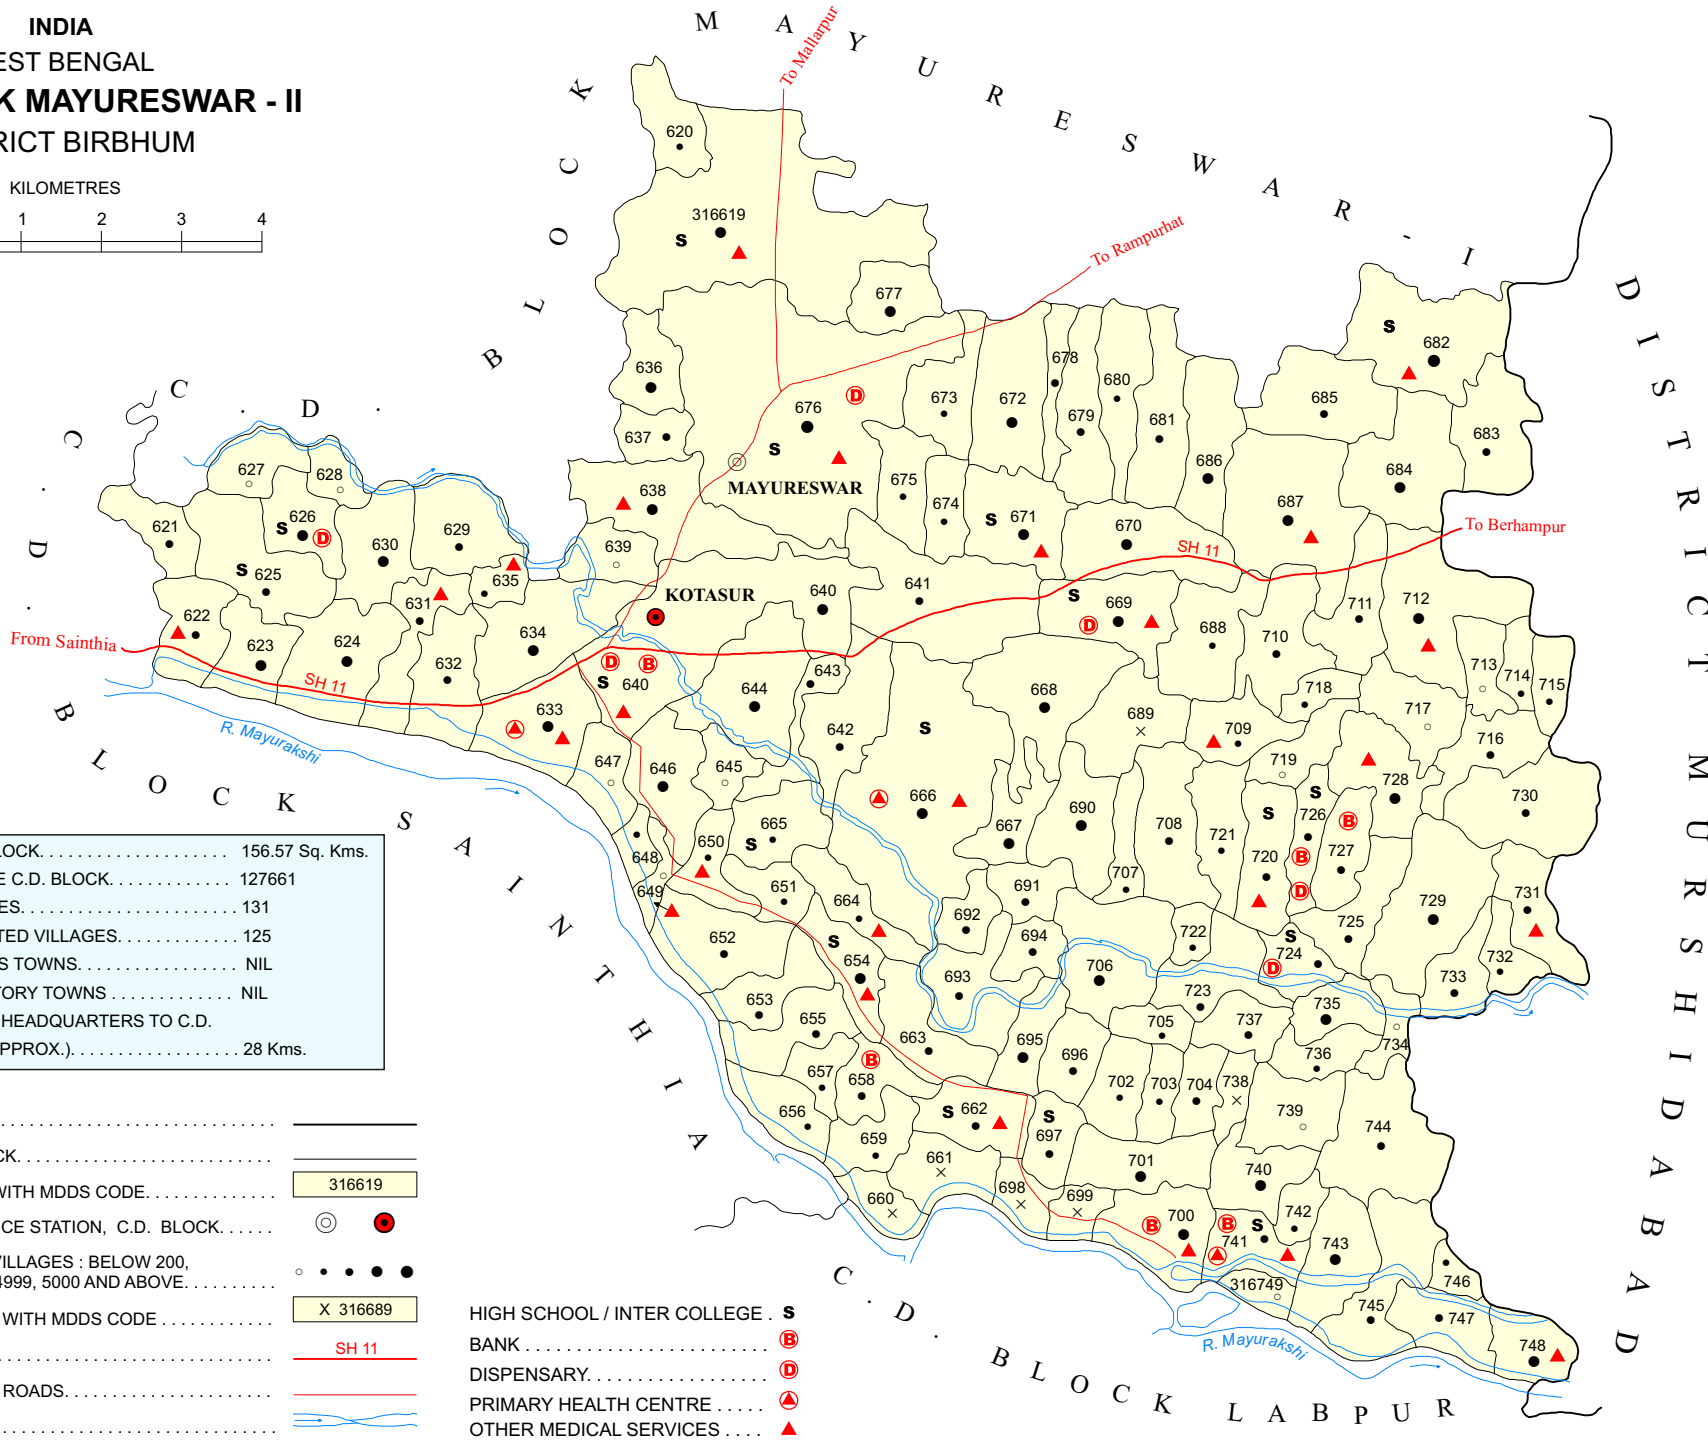 INDIA
EST BENGAL
K MAYURESWAR - II
RICT BIRBHUM
KILOMETRES
1 2 3 4
C . D . B L O C K M A Y U R E S W A R - I
D I S T R I C T M U R S H I D A B A D
C . D . B L O C K S A I N T H I A
C . D . B L O C K L A B P U R
To Mallarpur
To Rampurhat
To Berhampur
From Sainthia
SH 11
SH 11
R. Mayurakshi
R. Mayurakshi
MAYURESWAR
KOTASUR
620
316619
S
677
636
637
676
D
S
673
672
678
679
680
681
686
685
S
682
683
684
687
675
674
S
671
670
638
639
627
628
621
S
626
D
630
629
S
625
635
631
622
623
624
632
634
633
640
641
S
669
D
688
710
711
712
713
714
715
D
B
S
640
644
643
642
S
668
689
709
718
717
716
719
647
646
645
666
667
690
708
721
S
720
S
726
B
728
B
727
D
730
648
649
650
S
665
651
664
652
S
654
692
691
694
693
707
722
706
S
724
D
725
729
731
732
733
653
655
B
657
658
656
659
663
695
696
723
705
737
735
736
734
702
703
704
738
739
744
S
662
661
660
S
697
698
699
701
B
700
740
B
S
741
742
743
316749
745
746
747
748
LOCK. . . . . . . . . . . . . . . . . . . . 156.57 Sq. Kms.
E C.D. BLOCK. . . . . . . . . . . . 127661
ES. . . . . . . . . . . . . . . . . . . . . . . 131
TED VILLAGES. . . . . . . . . . . . . 125
S TOWNS. . . . . . . . . . . . . . . . . NIL
TORY TOWNS . . . . . . . . . . . . . NIL
HEADQUARTERS TO C.D.
PPROX.). . . . . . . . . . . . . . . . . . 28 Kms.
CK. . . . . . . . . . . . . . . . . . . . . . . . . .
WITH MDDS CODE. . . . . . . . . . . . . . 316619
CE STATION, C.D. BLOCK. . . . . .
VILLAGES : BELOW 200,
4999, 5000 AND ABOVE. . . . . . . . . .
WITH MDDS CODE . . . . . . . . . . . . X 316689
SH 11
ROADS. . . . . . . . . . . . . . . . . . . . . . .
HIGH SCHOOL / INTER COLLEGE . S
BANK . . . . . . . . . . . . . . . . . . . . . . . . B
DISPENSARY. . . . . . . . . . . . . . . . . . D
PRIMARY HEALTH CENTRE . . . . .
OTHER MEDICAL SERVICES . . . .